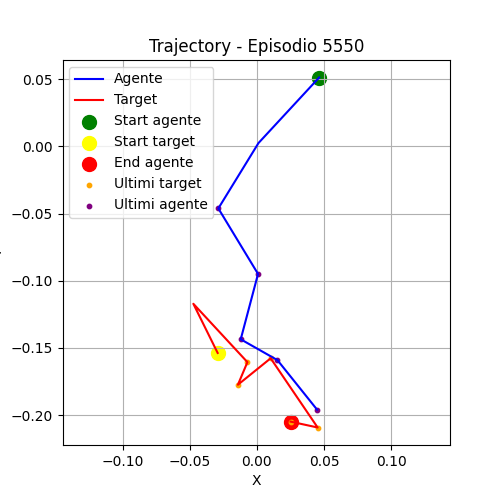 Trajectory - Episodio 5550
Agente
Target
Start agente
Start target
End agente
Ultimi target
Ultimi agente
0.05
0.00
−0.05
−0.10
−0.15
−0.20
−0.10
−0.05
0.00
0.05
0.10
X